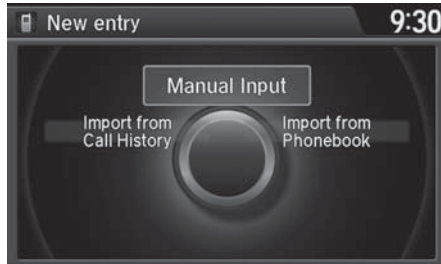 New entry
9:30
Manual Input
Import from
Call History
Import from
Phonebook